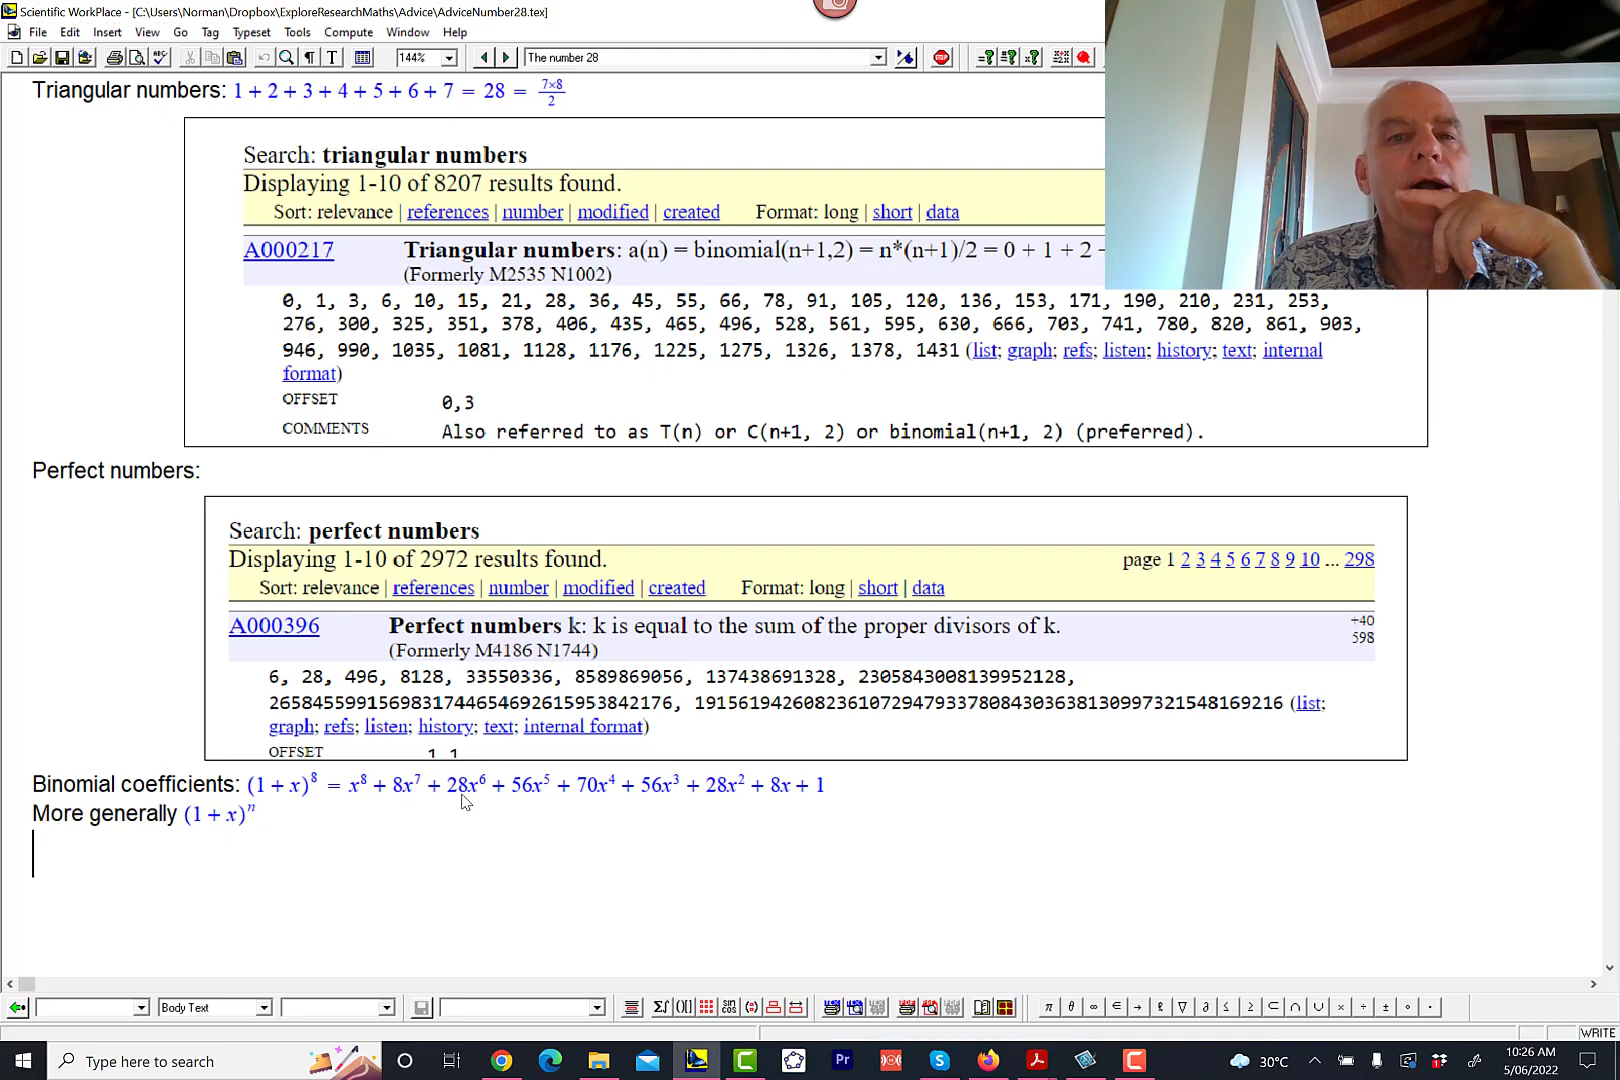 Scientific WorkPlace - [C:\Users\Norman\Dropbox\ExploreResearchMaths\Advice\AdviceNumber28.tex]
File Edit Insert View Go Tag Typeset Tools Compute Window Help
144% The number 28
Triangular numbers: 1 + 2 + 3 + 4 + 5 + 6 + 7 = 28 = 7×8/2
Search: triangular numbers
Displaying 1-10 of 8207 results found.
Sort: relevance | references | number | modified | created Format: long | short | data
A000217 Triangular numbers: a(n) = binomial(n+1,2) = n*(n+1)/2 = 0 + 1 + 2
(Formerly M2535 N1002)
0, 1, 3, 6, 10, 15, 21, 28, 36, 45, 55, 66, 78, 91, 105, 120, 136, 153, 171, 190, 210, 231, 253,
276, 300, 325, 351, 378, 406, 435, 465, 496, 528, 561, 595, 630, 666, 703, 741, 780, 820, 861, 903,
946, 990, 1035, 1081, 1128, 1176, 1225, 1275, 1326, 1378, 1431 (list; graph; refs; listen; history; text; internal
format)
OFFSET 0,3
COMMENTS Also referred to as T(n) or C(n+1, 2) or binomial(n+1, 2) (preferred).
Perfect numbers:
Search: perfect numbers
Displaying 1-10 of 2972 results found. page 1 2 3 4 5 6 7 8 9 10 ... 298
Sort: relevance | references | number | modified | created Format: long | short | data
A000396 Perfect numbers k: k is equal to the sum of the proper divisors of k. +40
(Formerly M4186 N1744) 598
6, 28, 496, 8128, 33550336, 8589869056, 137438691328, 2305843008139952128,
2658455991569831744654692615953842176, 191561942608236107294793378084303638130997321548169216 (list;
graph; refs; listen; history; text; internal format)
OFFSET 1 1
Binomial coefficients: (1 + x)⁸ = x⁸ + 8x⁷ + 28x⁶ + 56x⁵ + 70x⁴ + 56x³ + 28x² + 8x + 1
More generally (1 + x)ⁿ
Body Text
WRITE
Type here to search
30°C
10:26 AM
5/06/2022